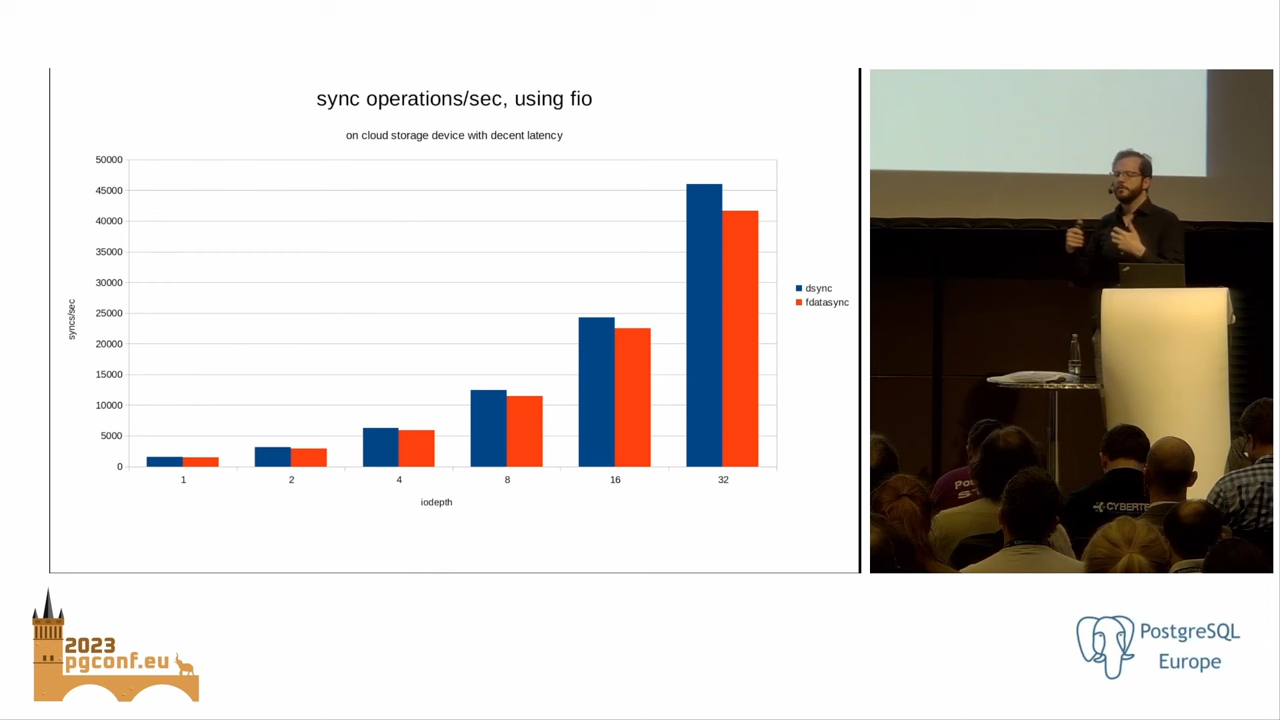 sync operations/sec, using fio
on cloud storage device with decent latency
50000
45000
40000
35000
30000
25000
20000
15000
10000
5000
0
syncs/sec
1 2 4 8 16 32
iodepth
dsync
fdatasync
CYBERTE
2023
pgconf.eu
PostgreSQL
Europe